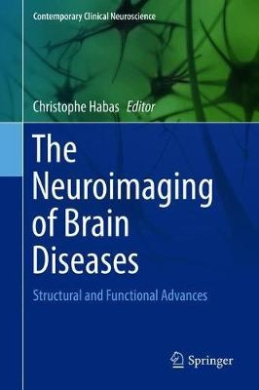 Contemporary Clinical Neuroscience
Christophe Habas Editor
The
Neuroimaging
of Brain
Diseases
Structural and Functional Advances
Springer